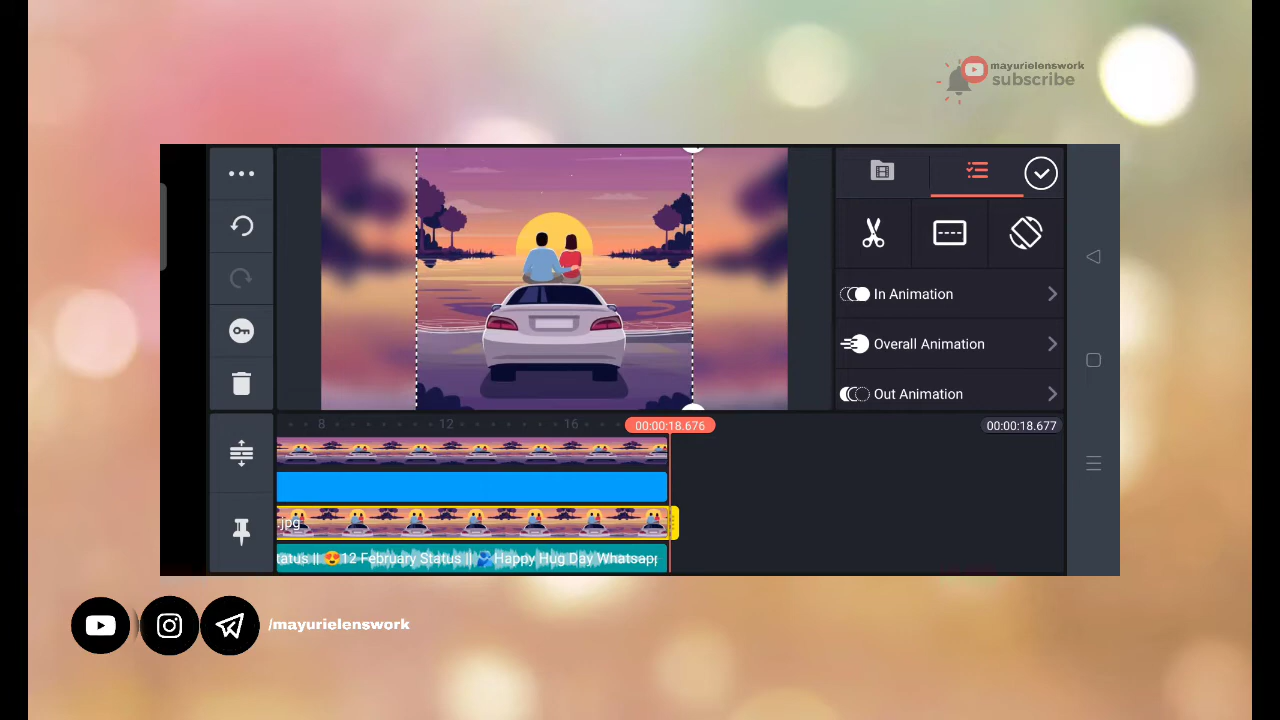 mayurielenswork
subscribe
In Animation
Overall Animation
Out Animation
8 12 16
00:00:18.676
00:00:18.677
.jpg
tatus || 😍12 February Status || 🫂Happy Hug Day Whatsapp
/mayurielenswork